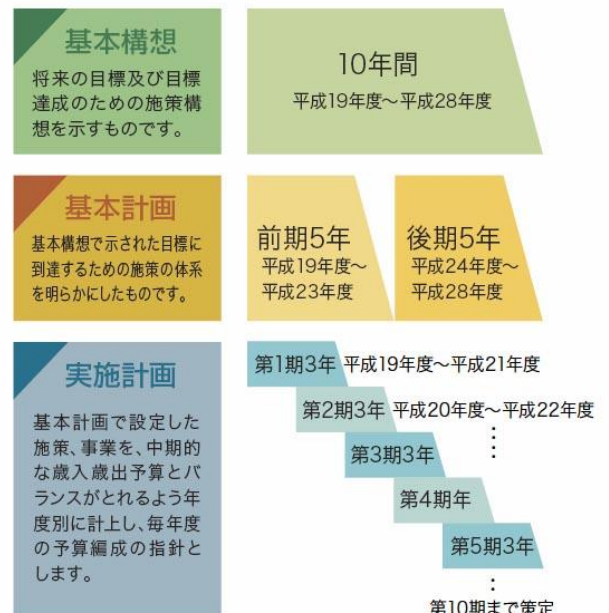 基本構想
将来の目標及び目標
達成のための施策構
想を示すものです。
10年間
平成19年度〜平成28年度
基本計画
基本構想で示された目標に
到達するための施策の体系
を明らかにしたものです。
前期5年
平成19年度〜
平成23年度
後期5年
平成24年度〜
平成28年度
実施計画
基本計画で設定した
施策、事業を、中期的
な歳入歳出予算とバ
ランスがとれるよう年
度別に計上し、毎年度
の予算編成の指針と
します。
第1期3年 平成19年度〜平成21年度
第2期3年 平成20年度〜平成22年度
第3期3年
第4期年
第5期3年
第10期まで策定